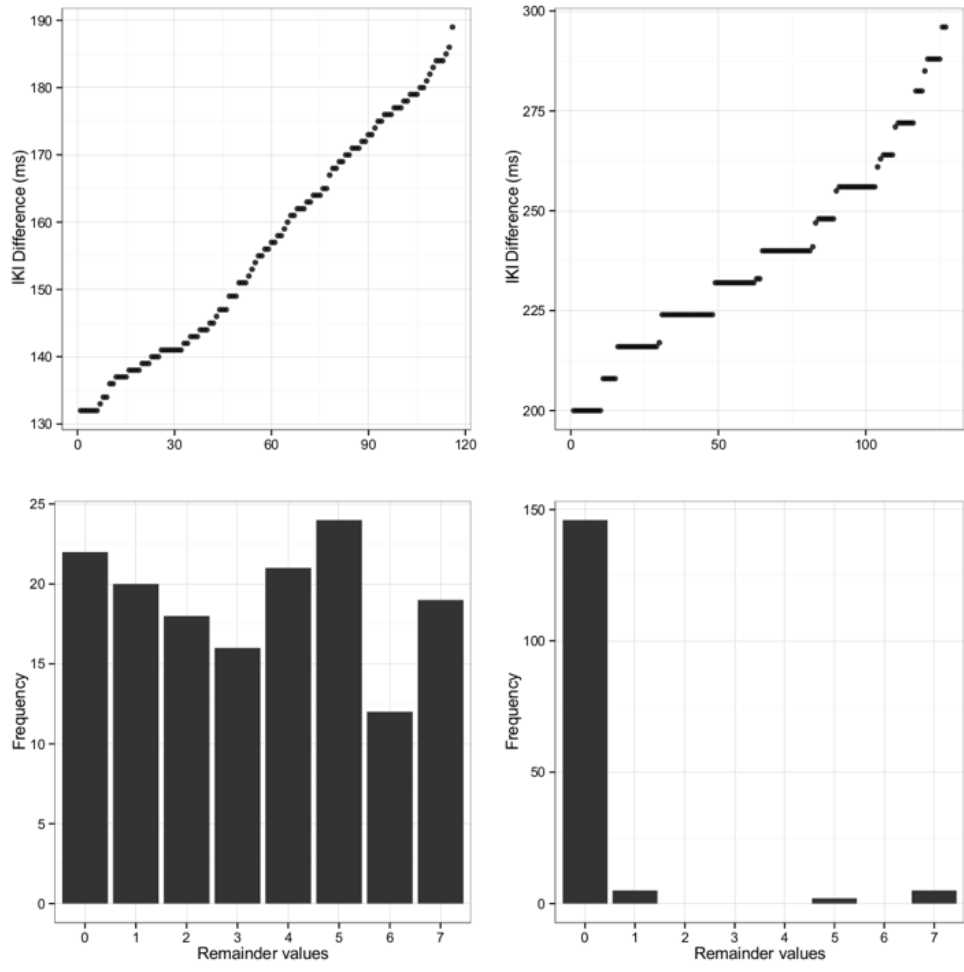 IKI Difference (ms)
190
180
170
160
150
140
130
0 30 60 90 120
IKI Difference (ms)
300
275
250
225
200
0 50 100
Frequency
25
20
15
10
5
0
0 1 2 3 4 5 6 7
Remainder values
Frequency
150
100
50
0
0 1 2 3 4 5 6 7
Remainder values